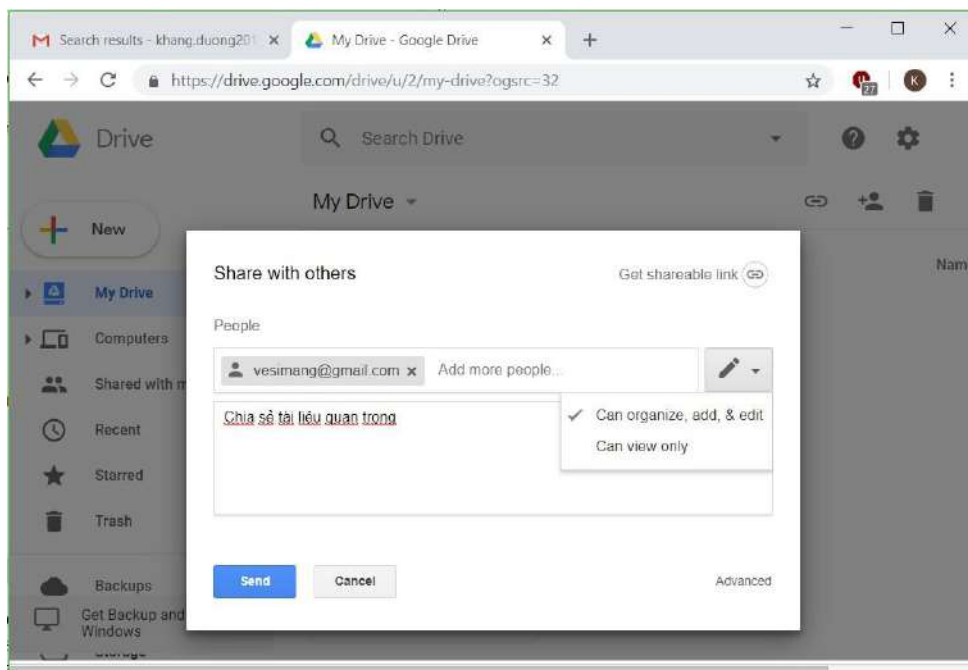 Search results - khang.duong201
My Drive - Google Drive
https://drive.google.com/drive/u/2/my-drive?ogsrc=32
27
K
Drive
Search Drive
My Drive
New
Nam
My Drive
Computers
Shared with m
Recent
Starred
Trash
Backups
Get Backup and
Windows
Share with others
Get shareable link
People
vesimang@gmail.com
Add more people...
Chia sẻ tài liệu quan trọng
Can organize, add, & edit
Can view only
Send
Cancel
Advanced